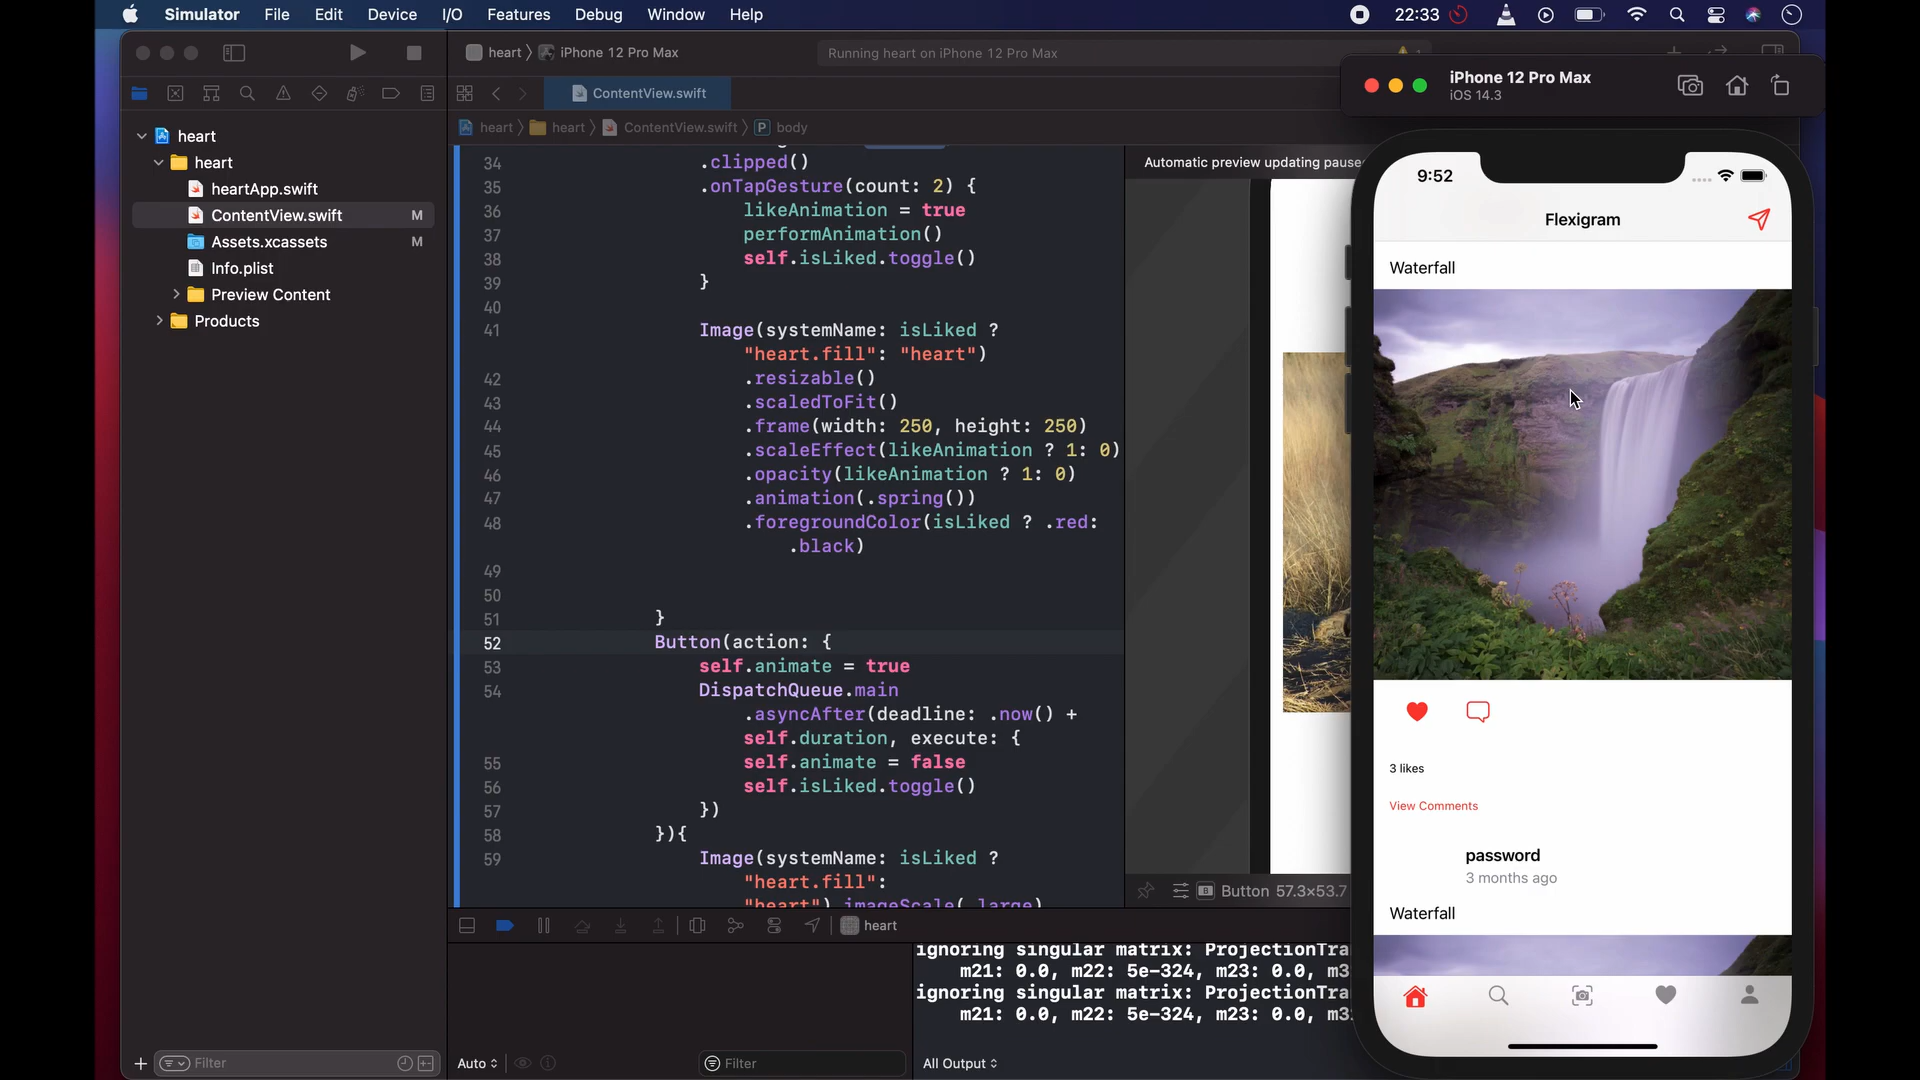 Simulator File Edit Device I/O Features Debug Window Help
22:33
heart iPhone 12 Pro Max
Running heart on iPhone 12 Pro Max
iPhone 12 Pro Max
iOS 14.3
ContentView.swift
heart heart ContentView.swift P body
heart
heart
heartApp.swift
ContentView.swift M
Assets.xcassets M
Info.plist
Preview Content
Products
34 .clipped()
35 .onTapGesture(count: 2) {
36 likeAnimation = true
37 performAnimation()
38 self.isLiked.toggle()
39 }
40
41 Image(systemName: isLiked ?
"heart.fill": "heart")
42 .resizable()
43 .scaledToFit()
44 .frame(width: 250, height: 250)
45 .scaleEffect(likeAnimation ? 1: 0)
46 .opacity(likeAnimation ? 1: 0)
47 .animation(.spring())
48 .foregroundColor(isLiked ? .red:
.black)
49
50
51 }
52 Button(action: {
53 self.animate = true
54 DispatchQueue.main
.asyncAfter(deadline: .now() +
self.duration, execute: {
55 self.animate = false
56 self.isLiked.toggle()
57 })
58 }){
59 Image(systemName: isLiked ?
"heart.fill":
"heart").imageScale(.large)
Automatic preview updating pause
B Button 57.3×53.7
9:52
Flexigram
Waterfall
3 likes
View Comments
password
3 months ago
Waterfall
heart
ignoring singular matrix: ProjectionTra
m21: 0.0, m22: 5e-324, m23: 0.0, m3
ignoring singular matrix: ProjectionTra
m21: 0.0, m22: 5e-324, m23: 0.0, m3
Filter
Auto
Filter
All Output